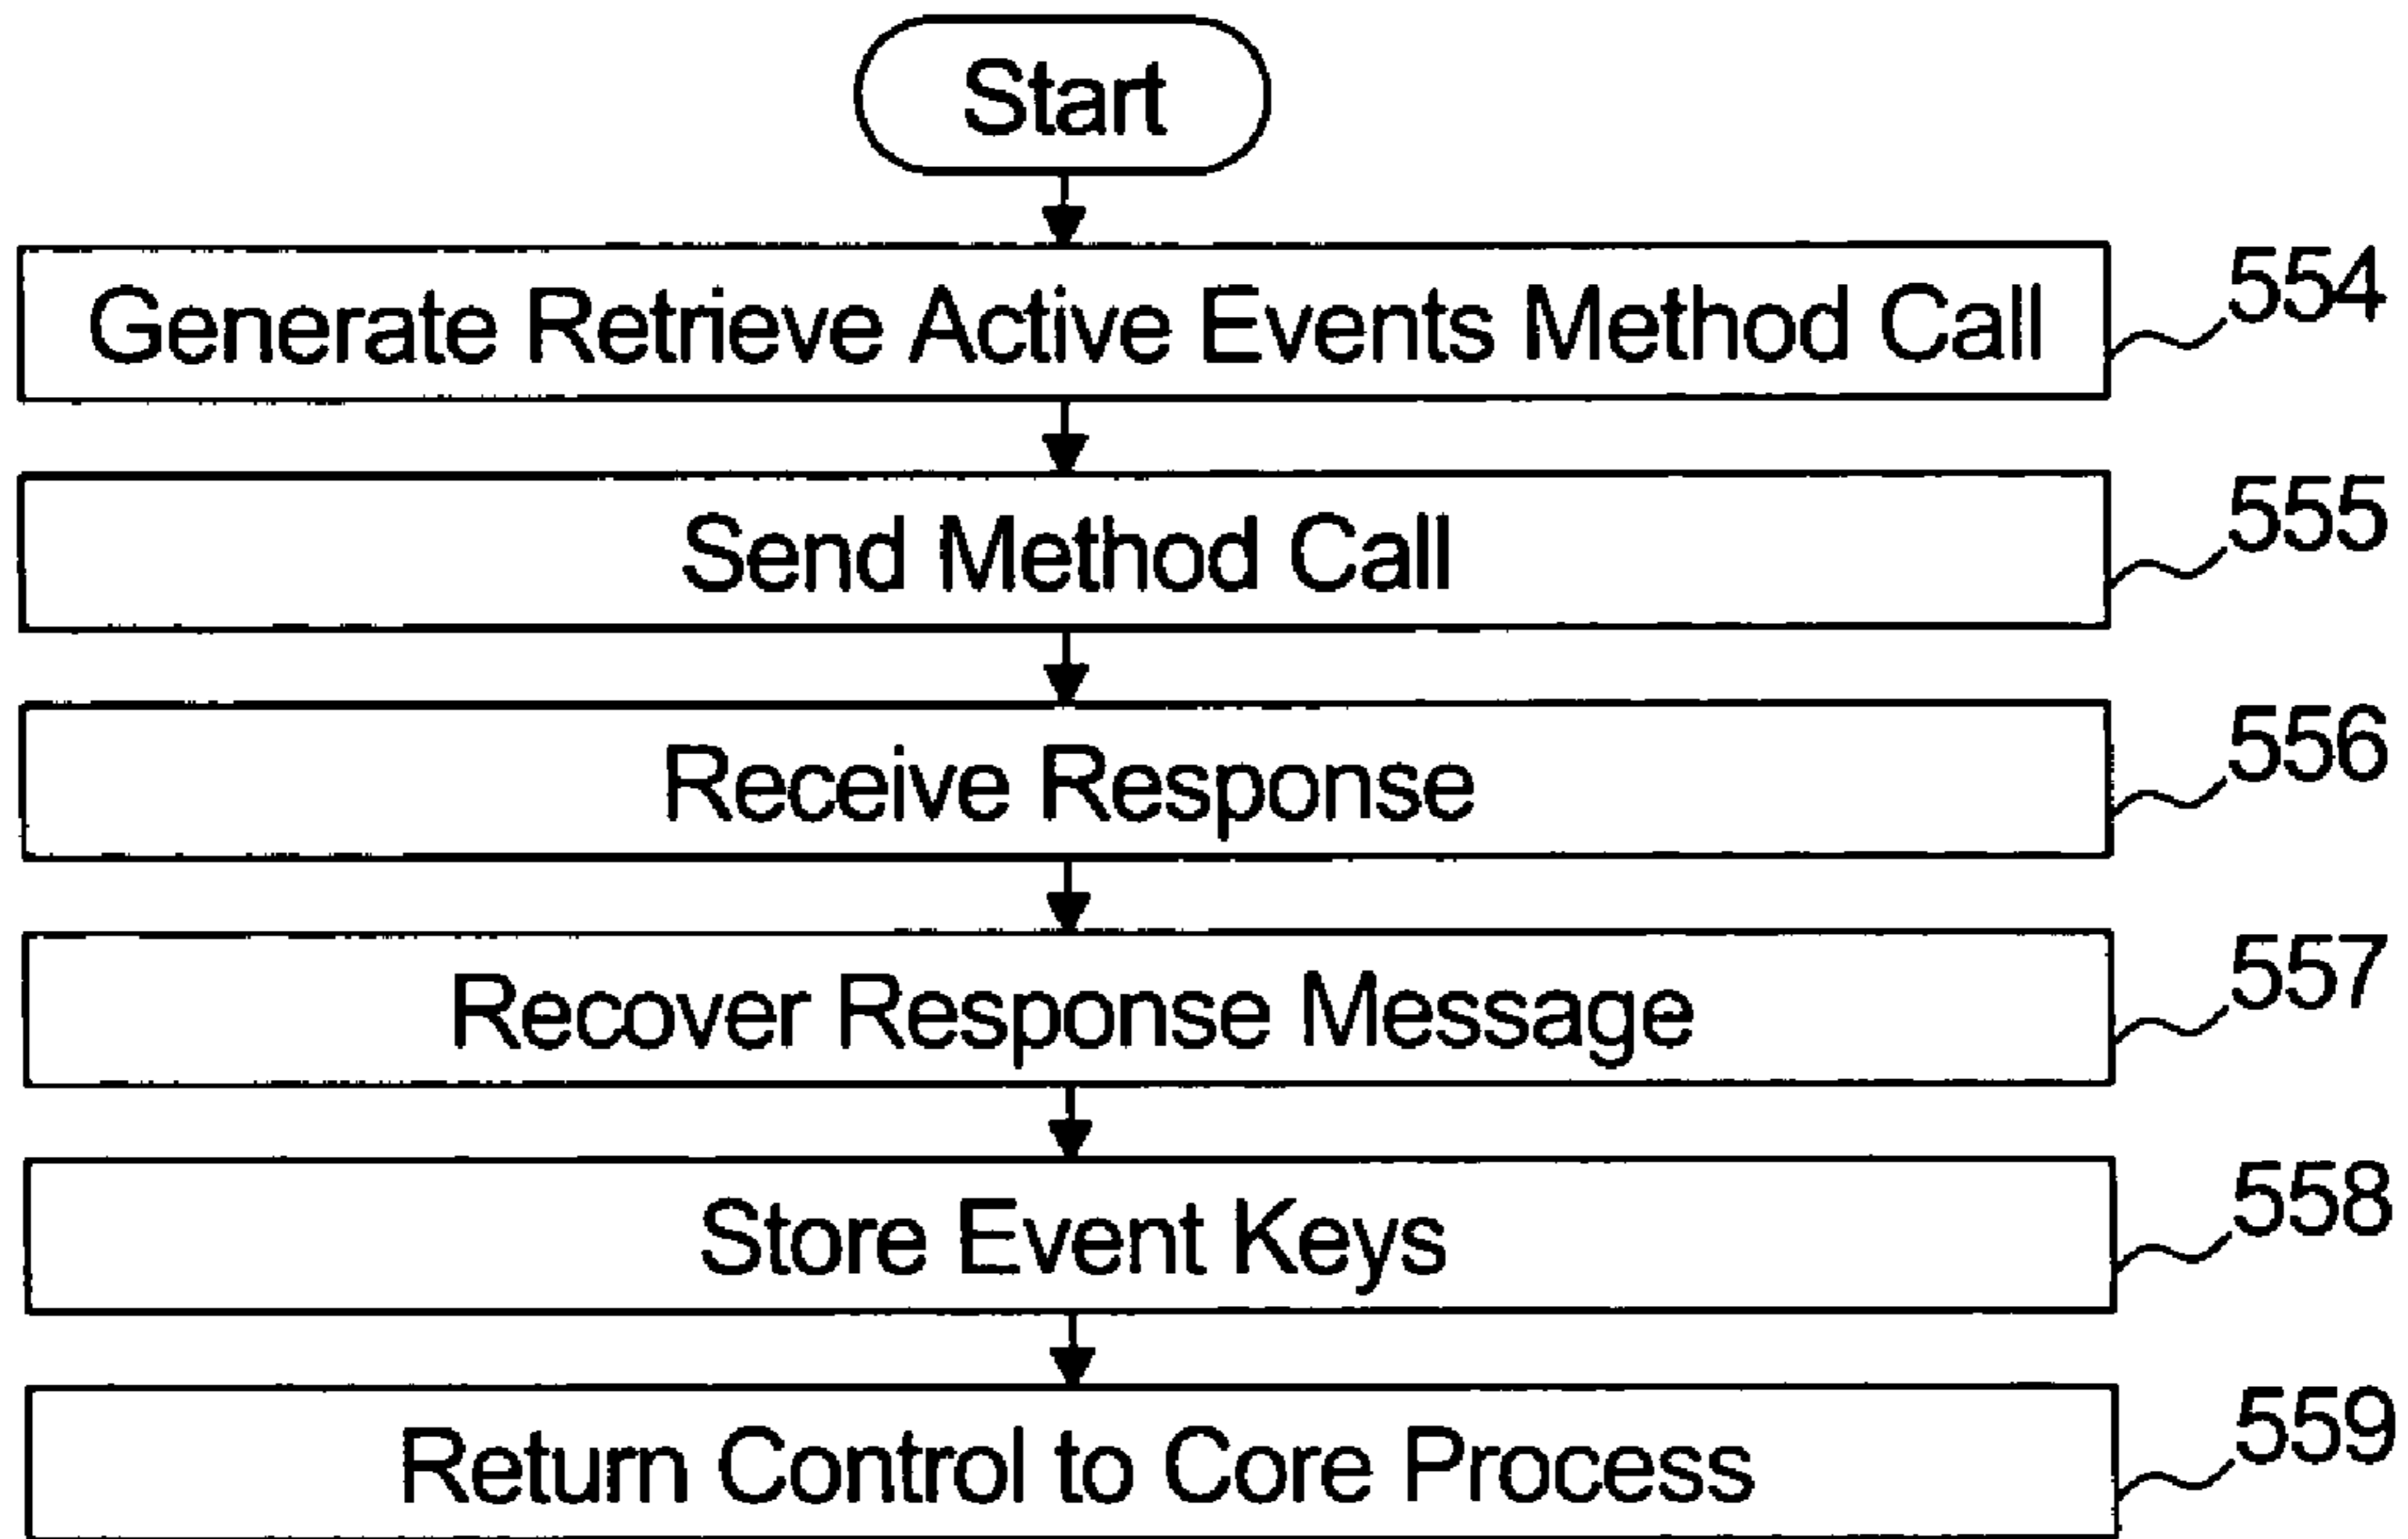 Start
Generate Retrieve Active Events Method Call
554
Send Method Call
555
Receive Response
556
Recover Response Message
557
Store Event Keys
558
Return Control to Core Process
559